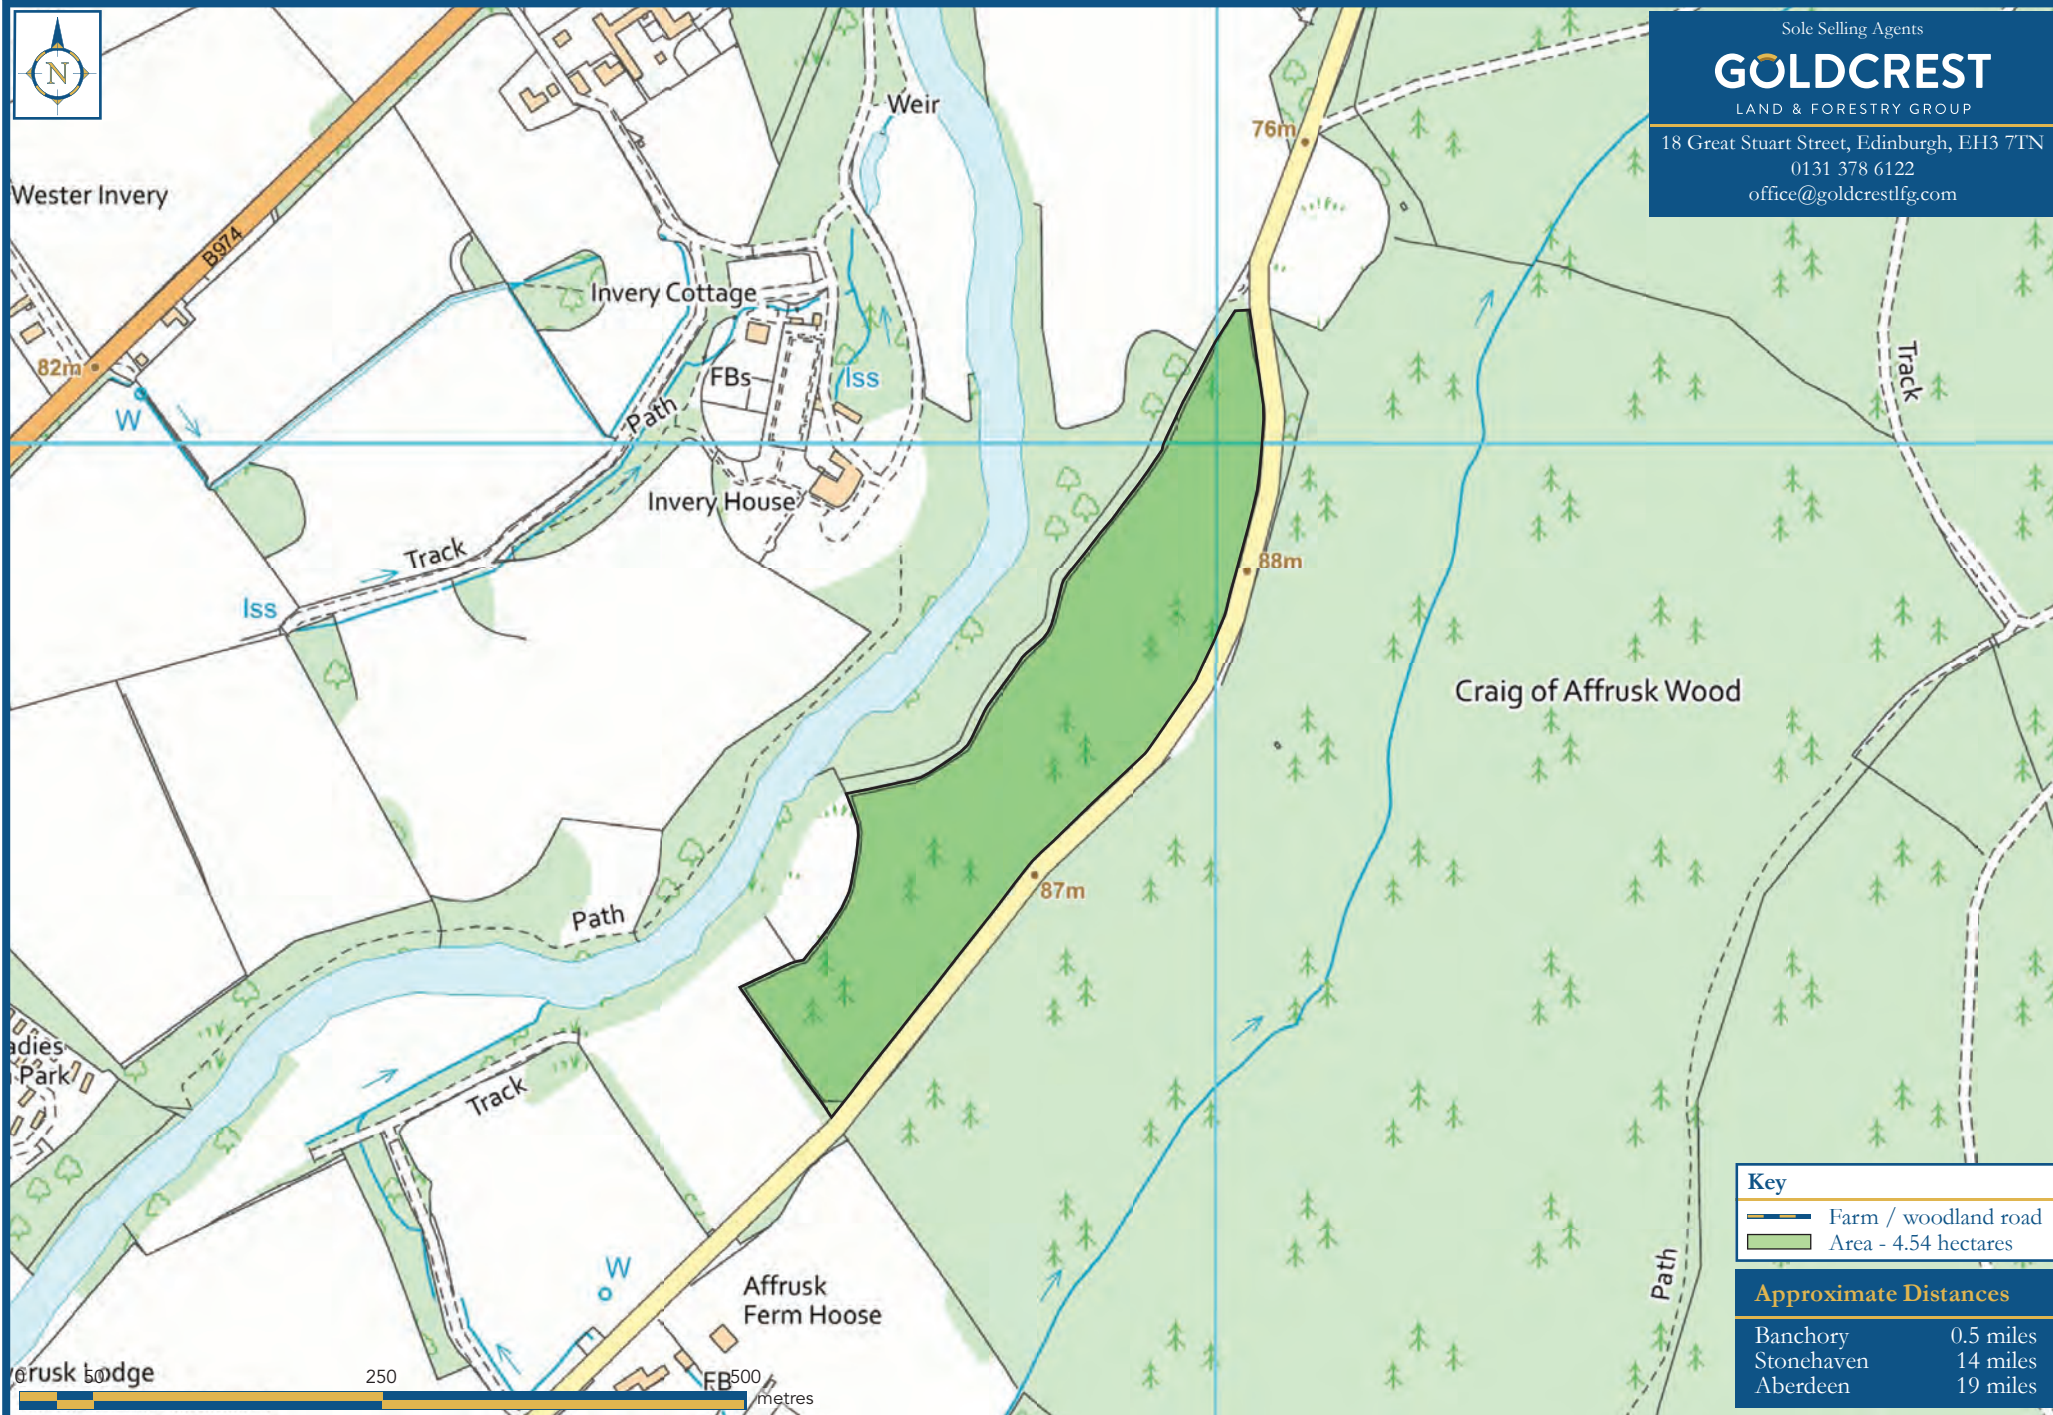 N
Sole Selling Agents
GOLDCREST
LAND & FORESTRY GROUP
18 Great Stuart Street, Edinburgh, EH3 7TN
0131 378 6122
office@goldcrestlfg.com
Weir
76m
Wester Invery
B974
Invery Cottage
82m
W
FBs
Iss
Path
Track
Invery House
Track
88m
Iss
Craig of Affrusk Wood
87m
Path
adies
Park
Track
Path
W
Affrusk
Ferm Hoose
FB
erusk Lodge
0 50 250 500
metres
Key
Farm / woodland road
Area - 4.54 hectares
Approximate Distances
Banchory 0.5 miles
Stonehaven 14 miles
Aberdeen 19 miles